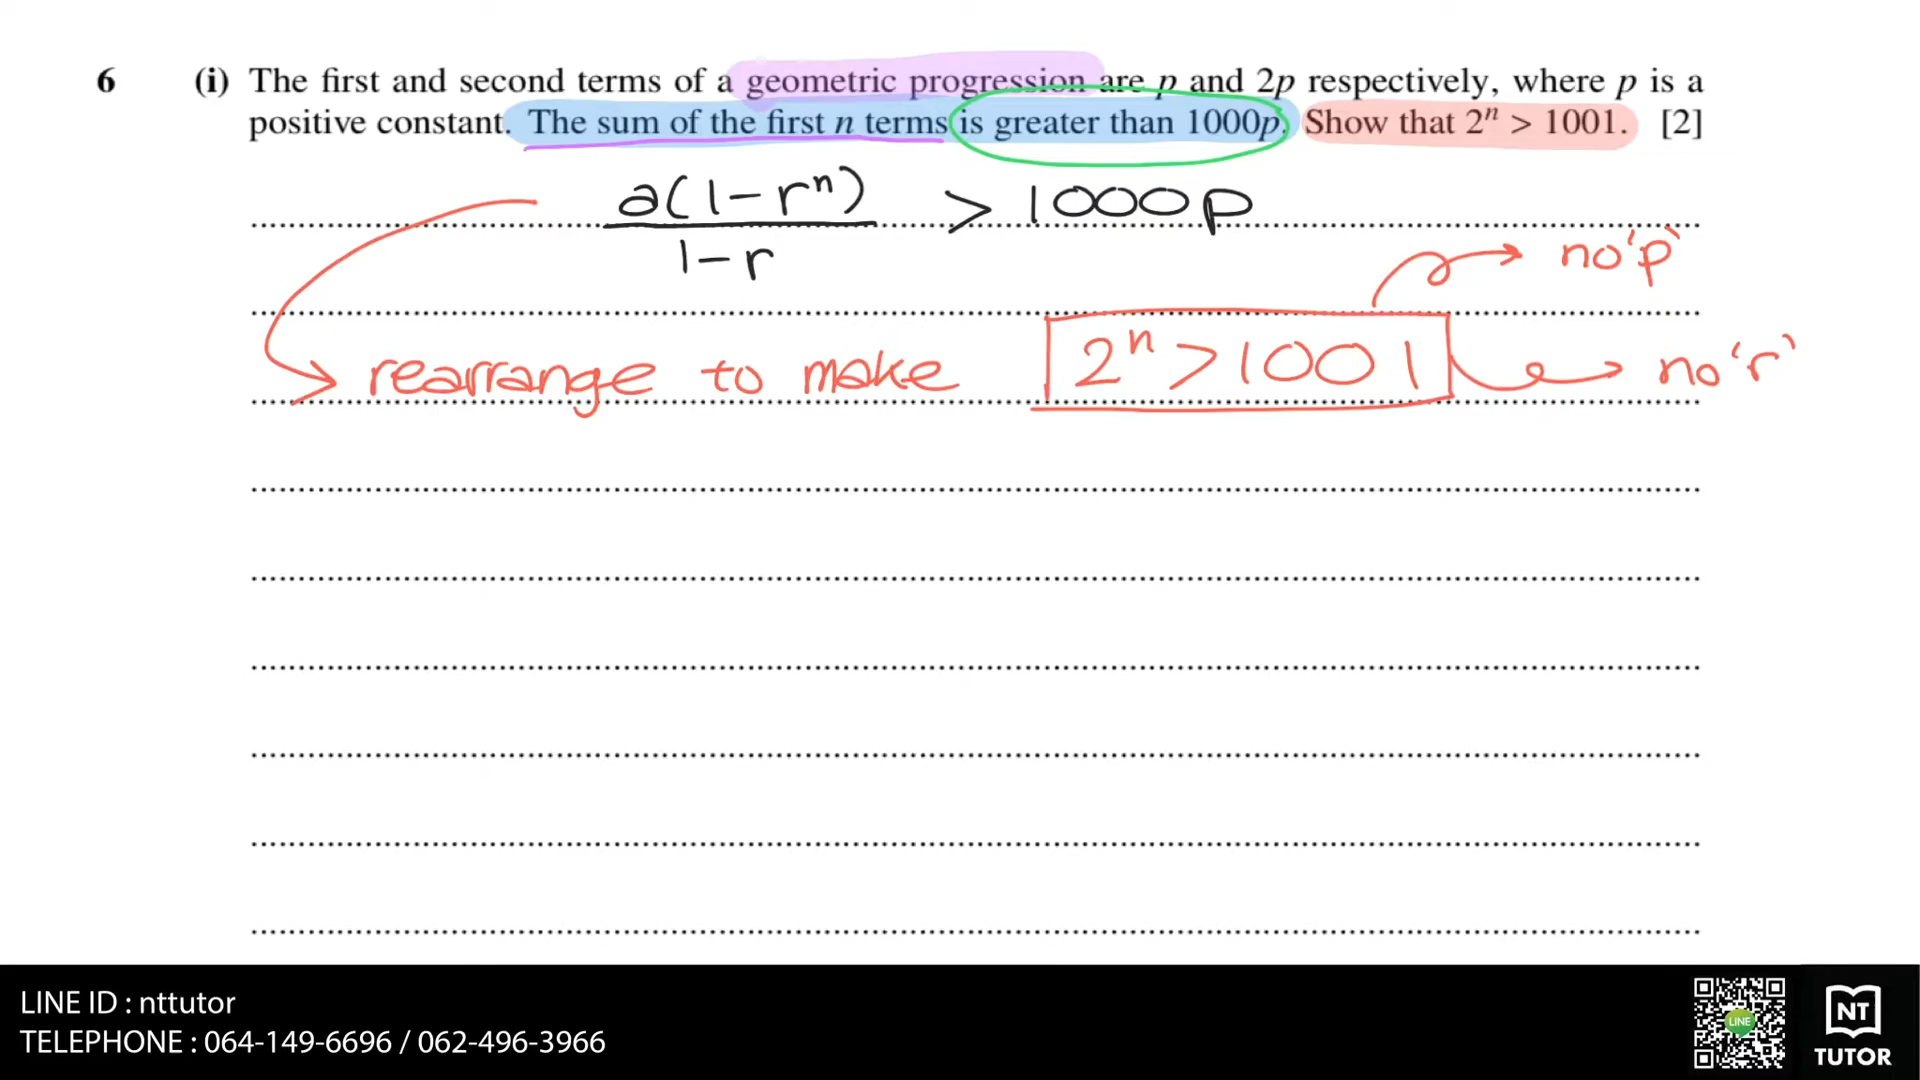 6 (i) The first and second terms of a geometric progression are p and 2p respectively, where p is a
positive constant. The sum of the first n terms is greater than 1000p. Show that 2ⁿ > 1001. [2]
a(1-rⁿ) > 1000p
1-r
no 'p'
rearrange to make 2ⁿ > 1001 no 'r'
LINE ID : nttutor
TELEPHONE : 064-149-6696 / 062-496-3966
LINE
NT
TUTOR